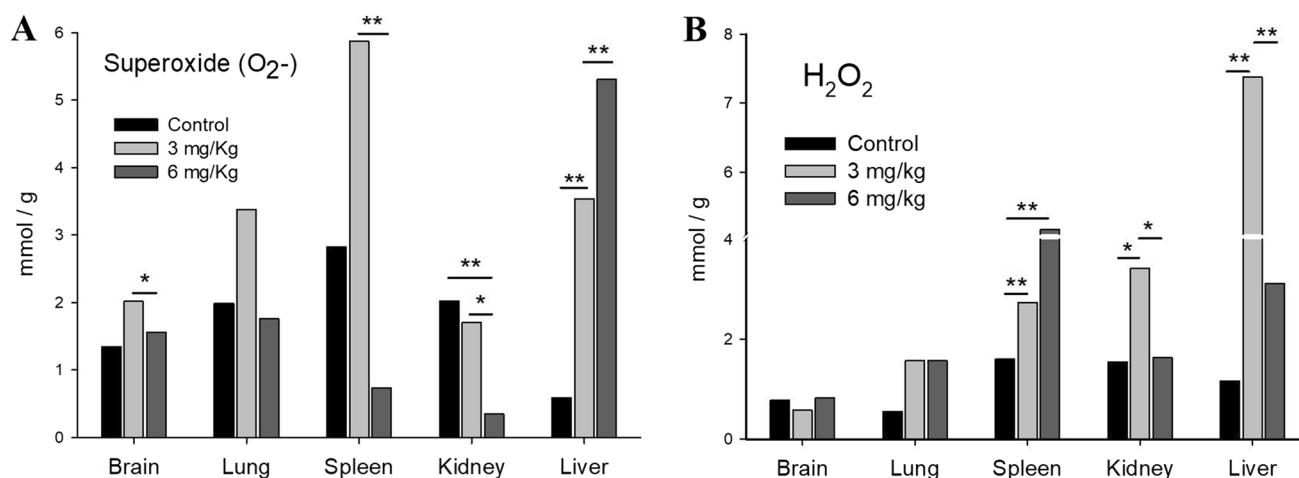 A
Superoxide (O2-)
Control
3 mg/Kg
6 mg/Kg
mmol / g
6
5
4
3
2
1
0
**
**
**
**
*
*
Brain Lung Spleen Kidney Liver
B
H2O2
Control
3 mg/kg
6 mg/kg
mmol / g
8
7
6
4
2
0
**
**
**
**
*
*
Brain Lung Spleen Kidney Liver